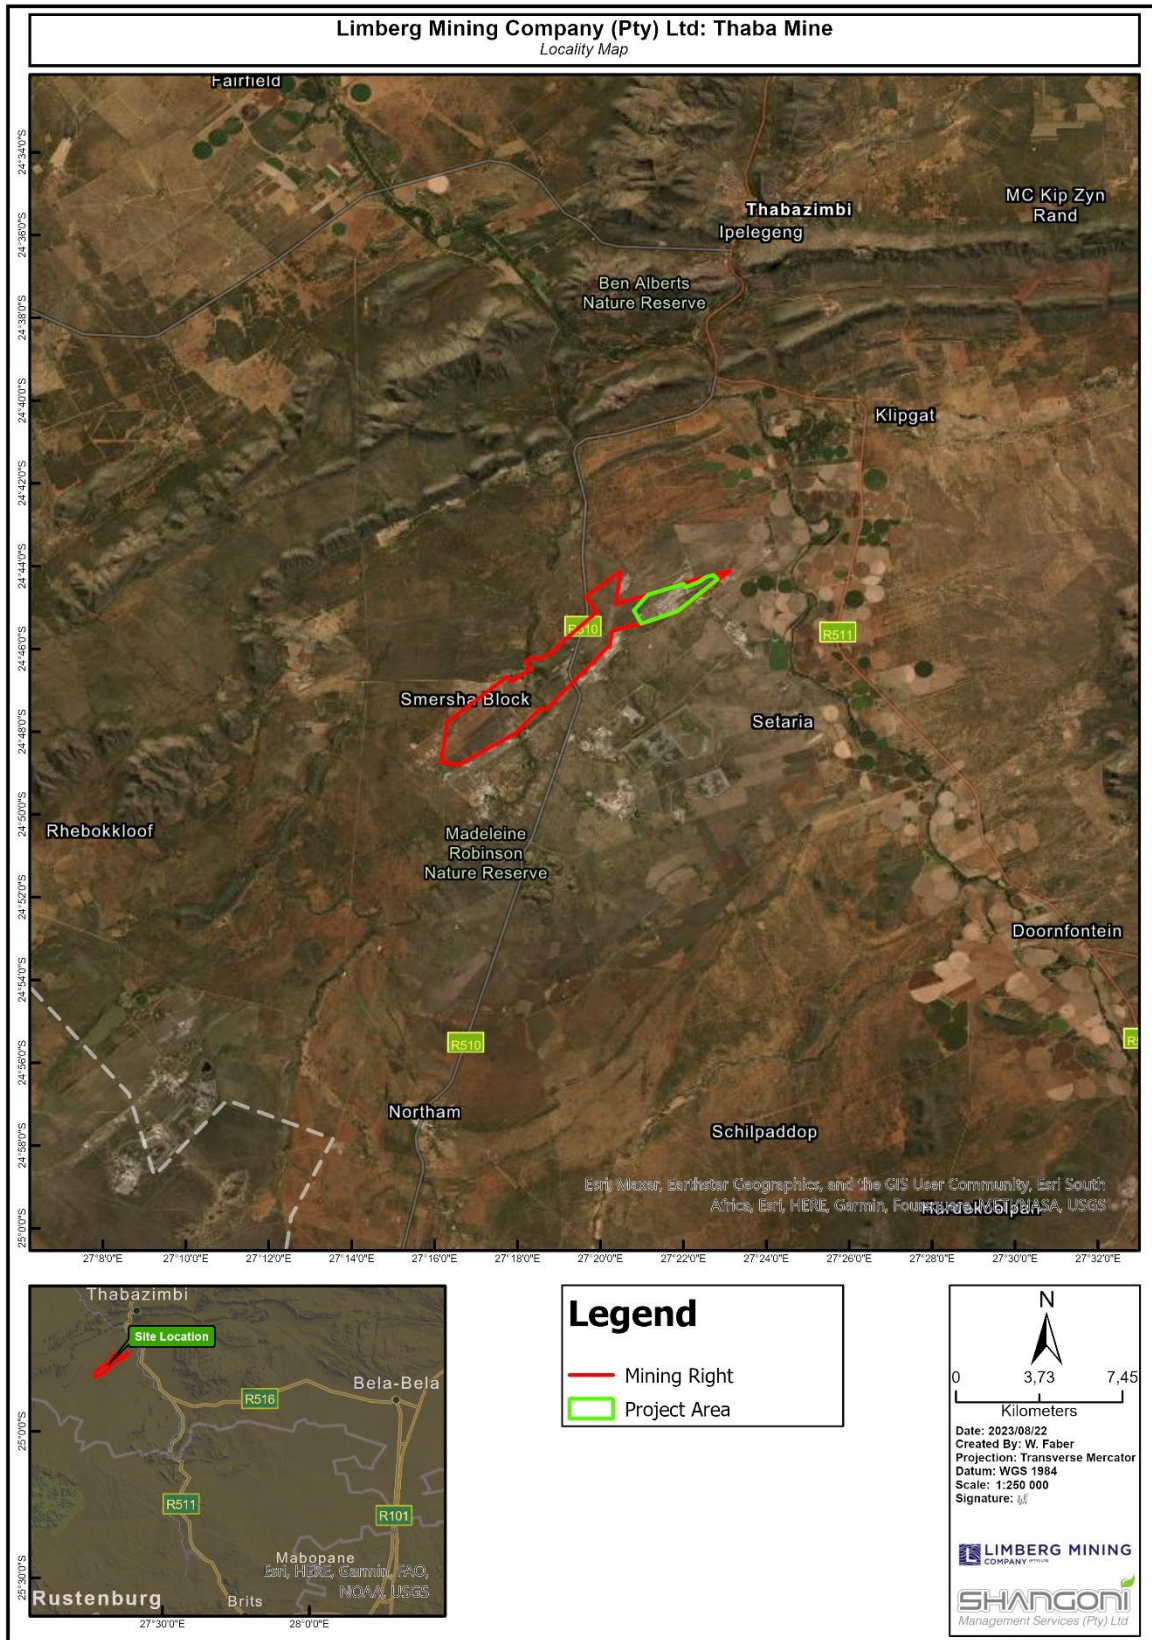 Limberg Mining Company (Pty) Ltd: Thaba Mine
Locality Map
Fairfield
MC Kip Zyn
Rand
Thabazimbi
Ipelegeng
Ben Alberts
Nature Reserve
Klipgat
R510
R511
Smersha Block
Setaria
Rhebokkloof
Madeleine
Robinson
Nature Reserve
Doornfontein
R510
Northam
Schilpaddop
Esri, Maxar, Earthstar Geographics, and the GIS User Community, Esri South
Africa, Esri, HERE, Garmin, Foursquare, METI/NASA, USGS
24°34'0"S
24°36'0"S
24°38'0"S
24°40'0"S
24°42'0"S
24°44'0"S
24°46'0"S
24°48'0"S
24°50'0"S
24°52'0"S
24°54'0"S
24°56'0"S
24°58'0"S
25°0'0"S
27°8'0"E 27°10'0"E 27°12'0"E 27°14'0"E 27°16'0"E 27°18'0"E 27°20'0"E 27°22'0"E 27°24'0"E 27°26'0"E 27°28'0"E 27°30'0"E 27°32'0"E
Thabazimbi
Site Location
Bela-Bela
R516
R511
R101
Mabopane
Esri, HERE, Garmin, FAO,
NOAA, USGS
Rustenburg
Brits
25°0'0"S
25°30'0"S
27°30'0"E 28°0'0"E
Legend
Mining Right
Project Area
N
0 3,73 7,45
Kilometers
Date: 2023/08/22
Created By: W. Faber
Projection: Transverse Mercator
Datum: WGS 1984
Scale: 1:250 000
Signature:
LIMBERG MINING
COMPANY (PTY) LTD
SHANGONI
Management Services (Pty) Ltd